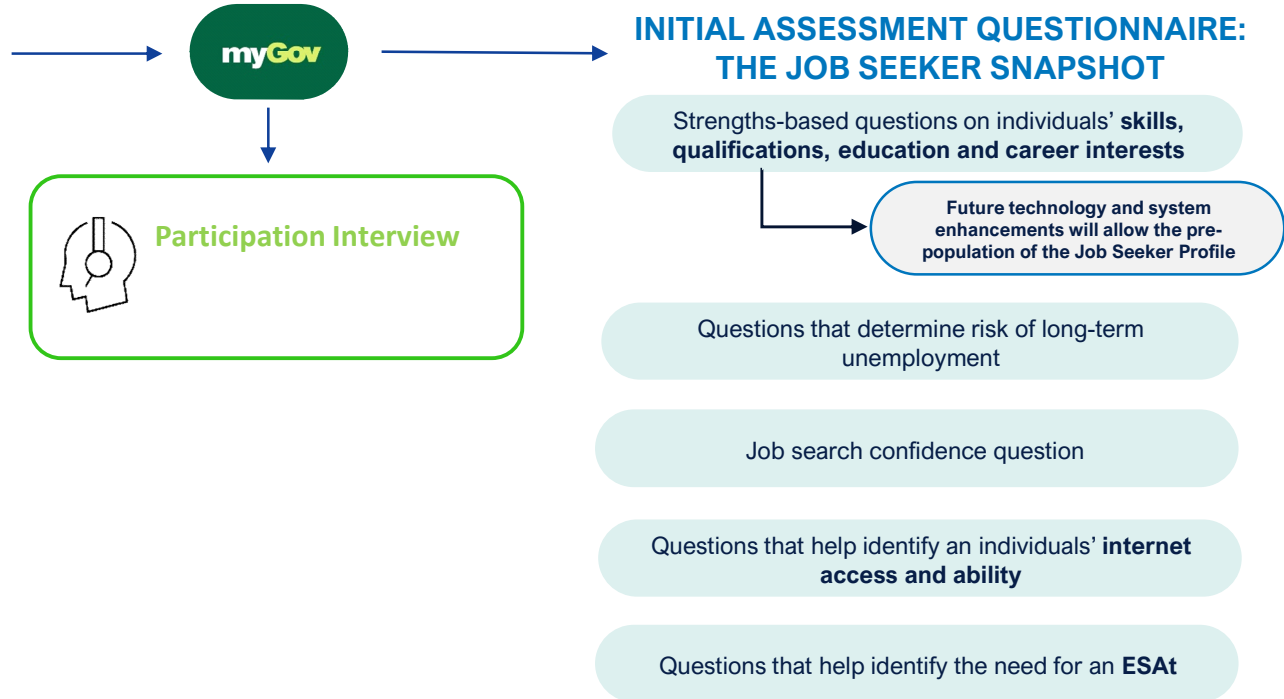 myGov
Participation Interview
INITIAL ASSESSMENT QUESTIONNAIRE:
THE JOB SEEKER SNAPSHOT
Strengths-based questions on individuals’ skills,
qualifications, education and career interests
Future technology and system
enhancements will allow the pre-
population of the Job Seeker Profile
Questions that determine risk of long-term
unemployment
Job search confidence question
Questions that help identify an individuals’ internet
access and ability
Questions that help identify the need for an ESAt